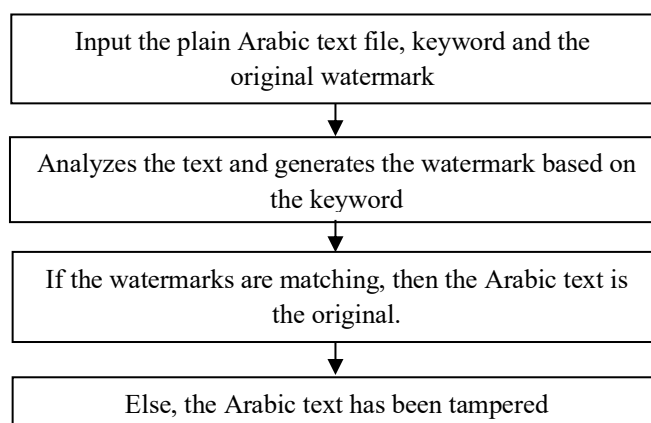 Input the plain Arabic text file, keyword and the
original watermark
Analyzes the text and generates the watermark based on
the keyword
If the watermarks are matching, then the Arabic text is
the original.
Else, the Arabic text has been tampered